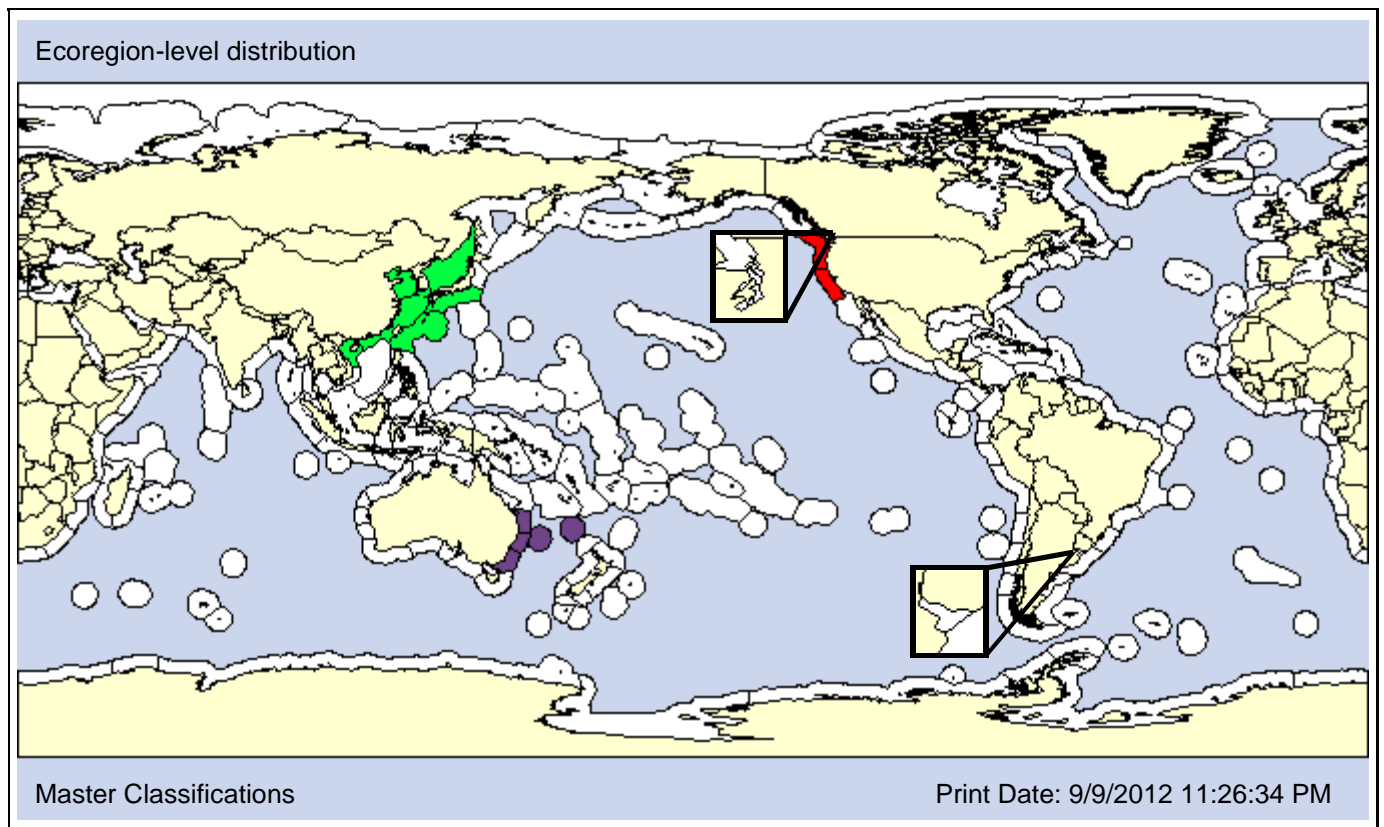 Ecoregion-level distribution
Master Classifications
Print Date: 9/9/2012 11:26:34 PM